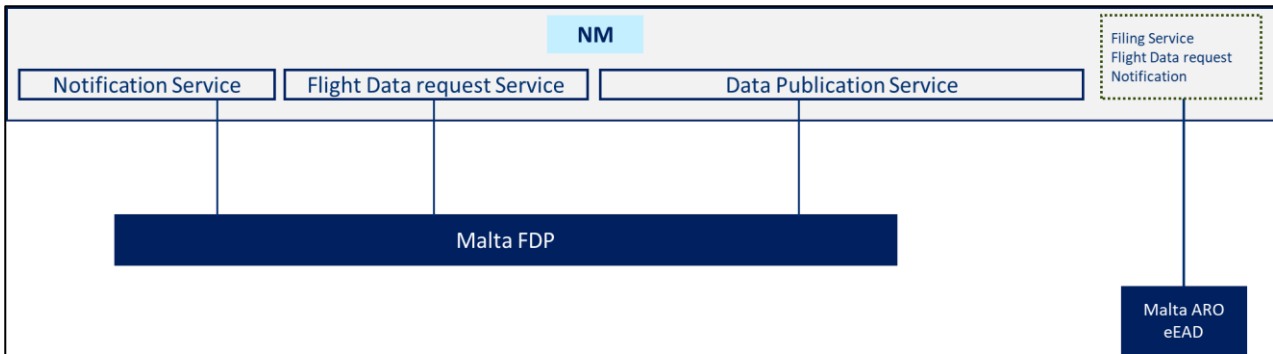 NM
Filing Service
Flight Data request
Notification
Notification Service
Flight Data request Service
Data Publication Service
Malta FDP
Malta ARO
eEAD